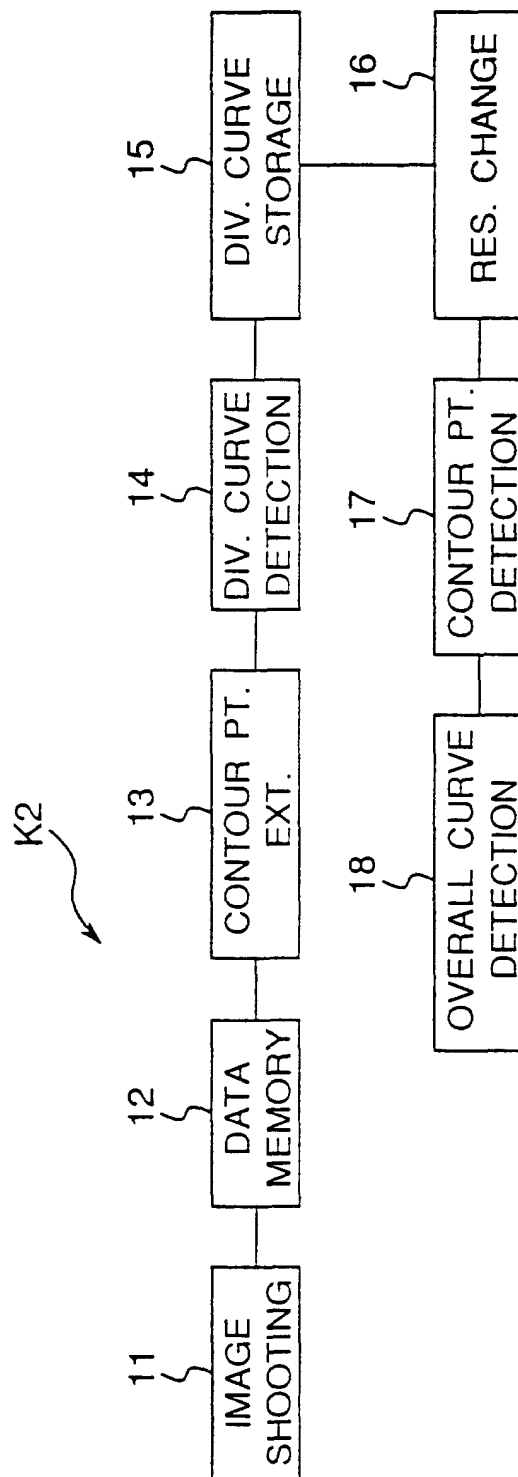 K2
11
IMAGE
SHOOTING
12
DATA
MEMORY
13
CONTOUR PT.
EXT.
14
DIV. CURVE
DETECTION
15
DIV. CURVE
STORAGE
16
RES. CHANGE
17
CONTOUR PT.
DETECTION
18
OVERALL CURVE
DETECTION